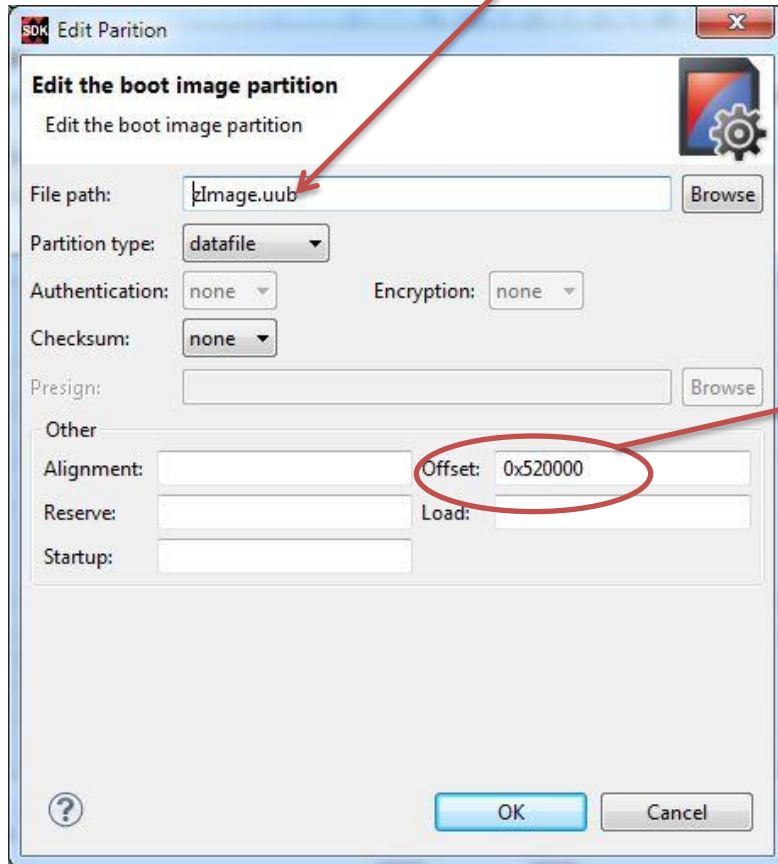 SDK Edit Parition
Edit the boot image partition
Edit the boot image partition
File path: zImage.uub Browse
Partition type: datafile
Authentication: none Encryption: none
Checksum: none
Presign: Browse
Other
Alignment: Offset: 0x520000
Reserve: Load:
Startup:
? OK Cancel